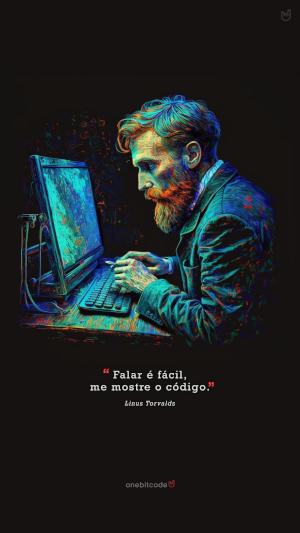 “ Falar é fácil,
me mostre o código.”
Linus Torvalds
onebitcode